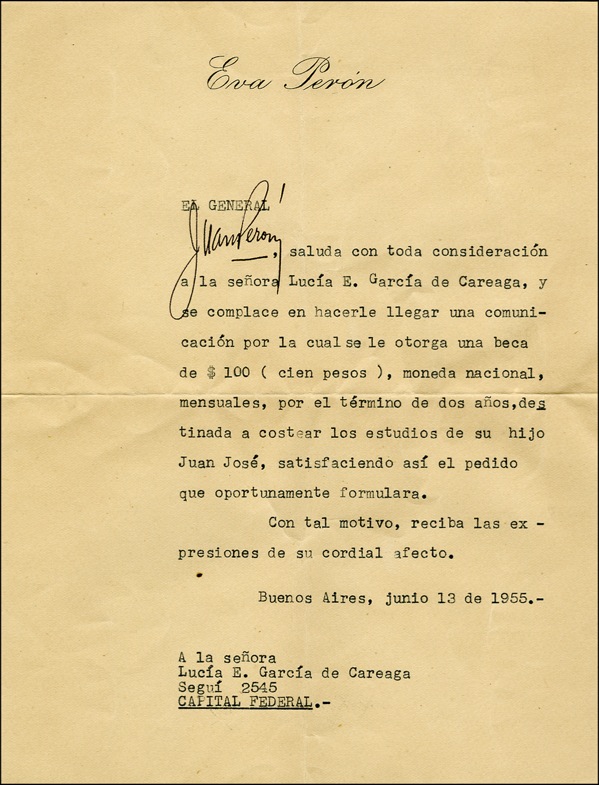 Eva Perón
EL GENERAL
Juan Perón, saluda con toda consideración
a la señora Lucía E. García de Careaga, y
se complace en hacerle llegar una comuni-
cación por la cual se le otorga una beca
de $ 100 ( cien pesos ), moneda nacional,
mensuales, por el término de dos años,des
tinada a costear los estudios de su hijo
Juan José, satisfaciendo así el pedido
que oportunamente formulara.
Con tal motivo, reciba las ex -
presiones de su cordial afecto.
Buenos Aires, junio 13 de 1955.-
A la señora
Lucía E. García de Careaga
Seguí 2545
CAPITAL FEDERAL.-